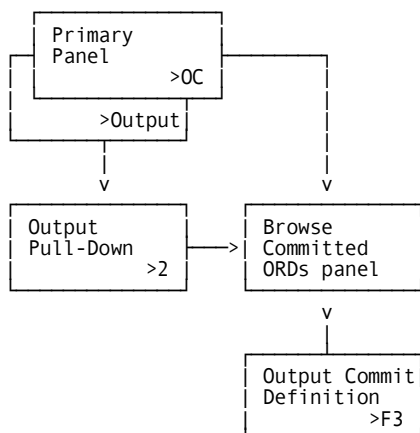 Primary
Panel
>OC
>Output
v
v
Output
Pull-Down
>2
>
Browse
Committed
ORDs panel
v
Output Commit
Definition
>F3